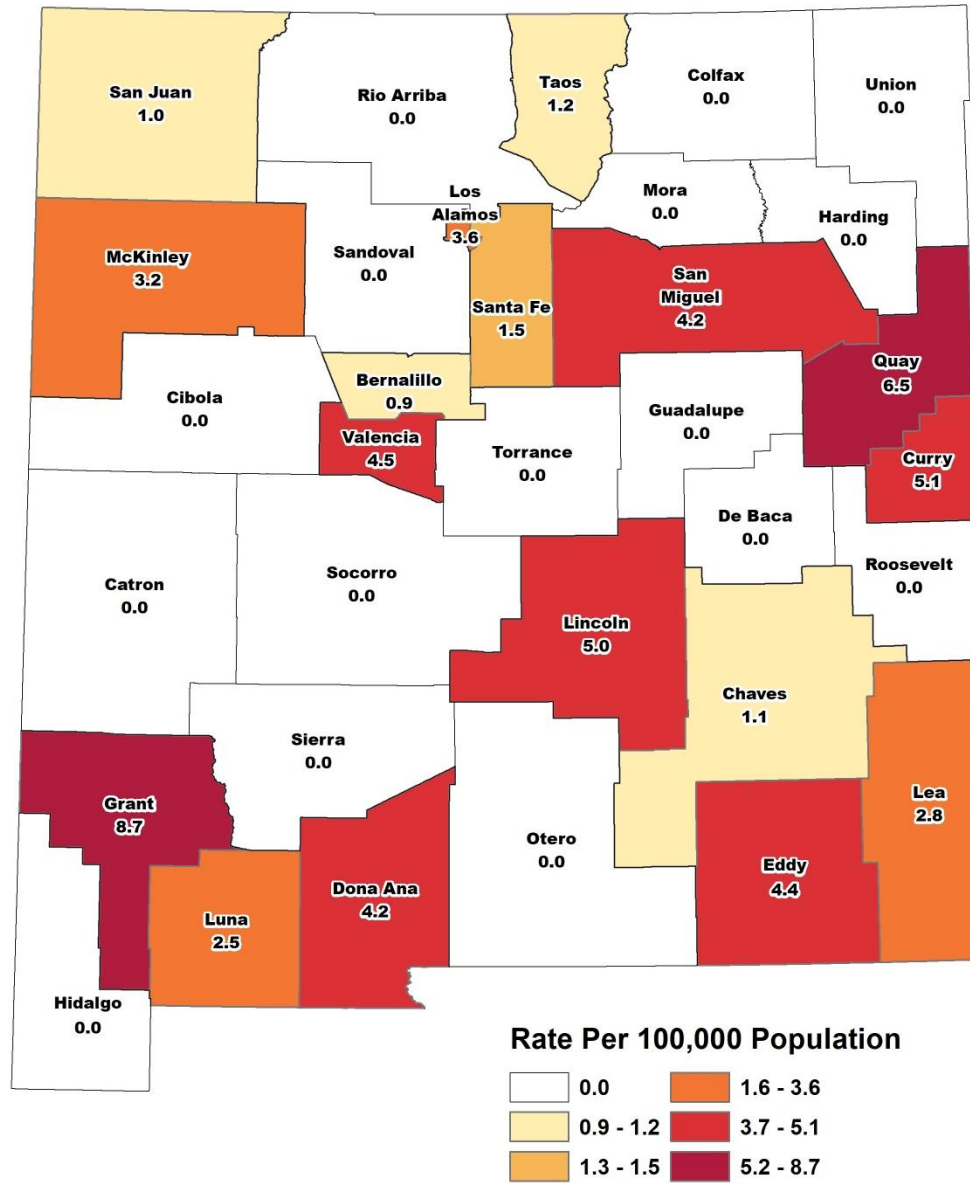 San Juan
1.0
Rio Arriba
0.0
Taos
1.2
Colfax
0.0
Union
0.0
Los
Alamos
3.6
Mora
0.0
Harding
0.0
McKinley
3.2
Sandoval
0.0
Santa Fe
1.5
San
Miguel
4.2
Quay
6.5
Cibola
0.0
Bernalillo
0.9
Valencia
4.5
Torrance
0.0
Guadalupe
0.0
Curry
5.1
De Baca
0.0
Roosevelt
0.0
Catron
0.0
Socorro
0.0
Lincoln
5.0
Chaves
1.1
Sierra
0.0
Grant
8.7
Otero
0.0
Lea
2.8
Eddy
4.4
Luna
2.5
Dona Ana
4.2
Hidalgo
0.0
Rate Per 100,000 Population
0.0
1.6 - 3.6
0.9 - 1.2
3.7 - 5.1
1.3 - 1.5
5.2 - 8.7